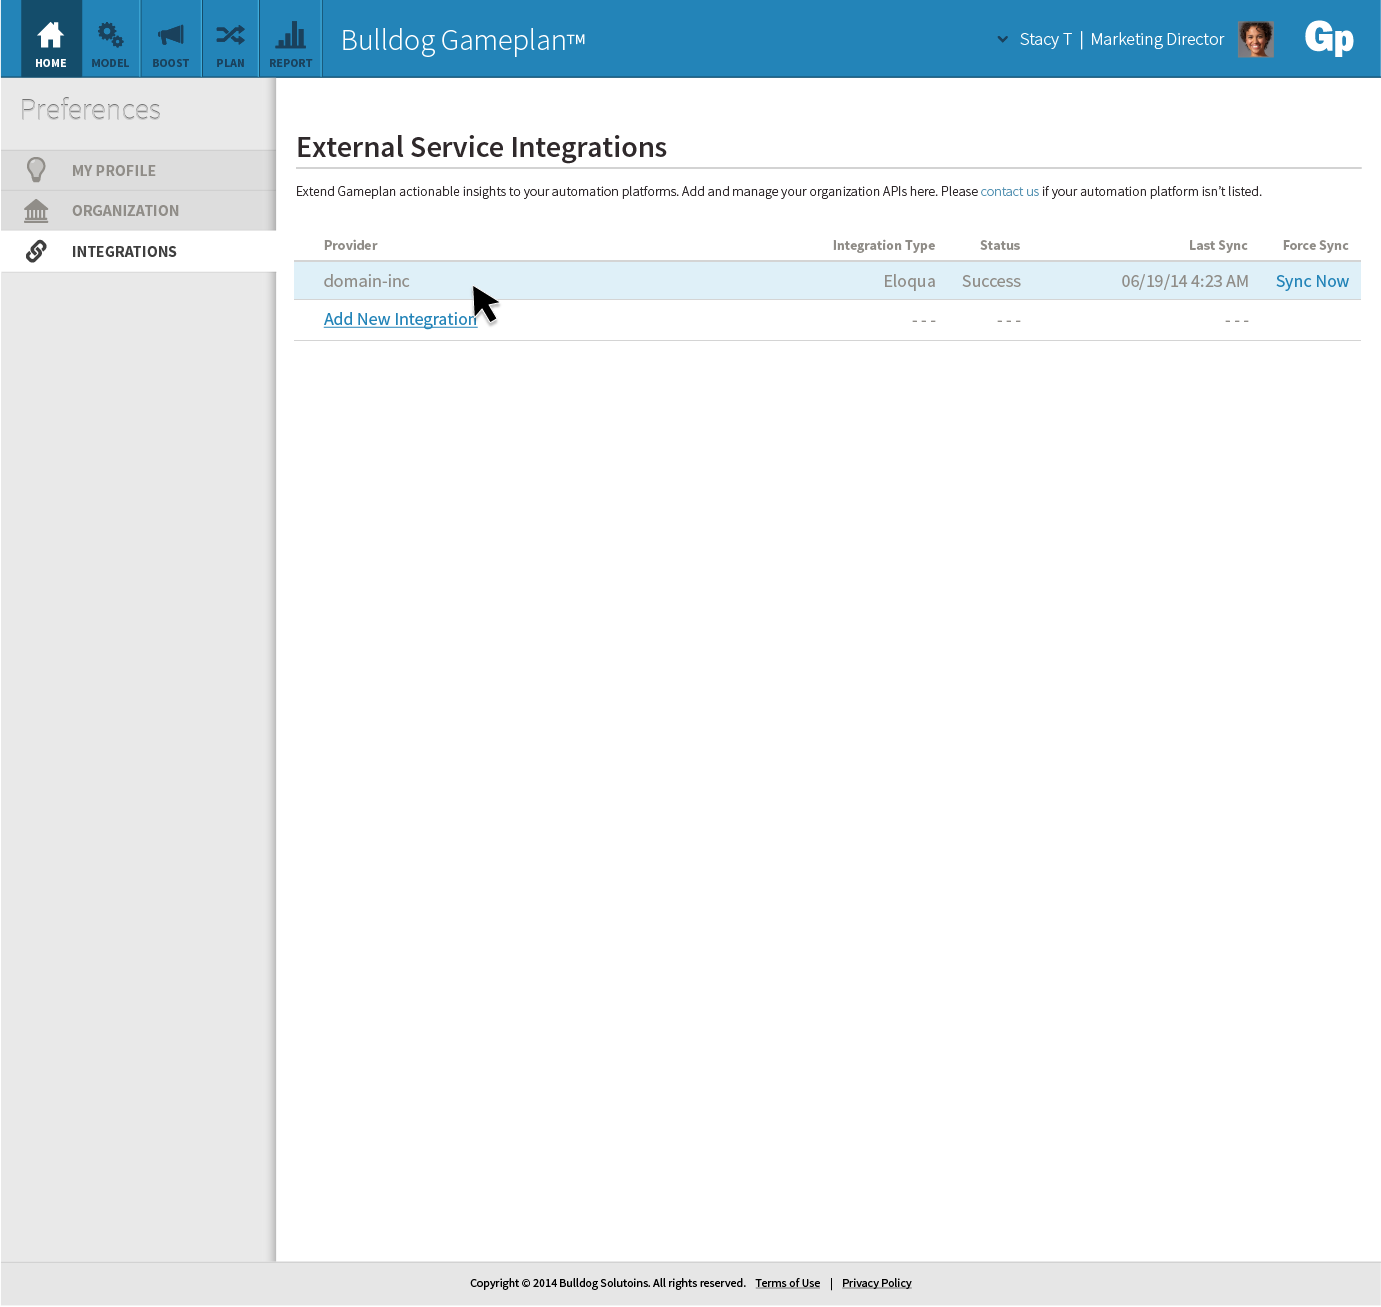 HOME
MODEL
BOOST
PLAN
REPORT
Bulldog Gameplan™
Stacy T | Marketing Director
Gp
Preferences
MY PROFILE
ORGANIZATION
INTEGRATIONS
External Service Integrations
Extend Gameplan actionable insights to your automation platforms. Add and manage your organization APIs here. Please contact us if your automation platform isn't listed.
Provider Integration Type Status Last Sync Force Sync
domain-inc Eloqua Success 06/19/14 4:23 AM Sync Now
Add New Integration - - - - - - - - -
Copyright © 2014 Bulldog Solutoins. All rights reserved. Terms of Use | Privacy Policy